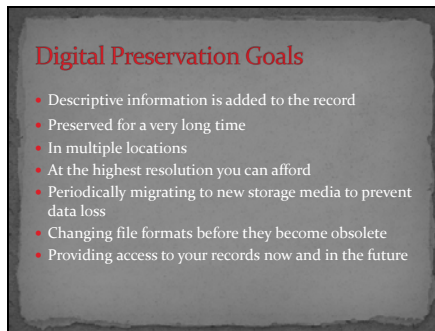 Digital Preservation Goals
• Descriptive information is added to the record
• Preserved for a very long time
• In multiple locations
• At the highest resolution you can afford
• Periodically migrating to new storage media to prevent
data loss
• Changing file formats before they become obsolete
• Providing access to your records now and in the future